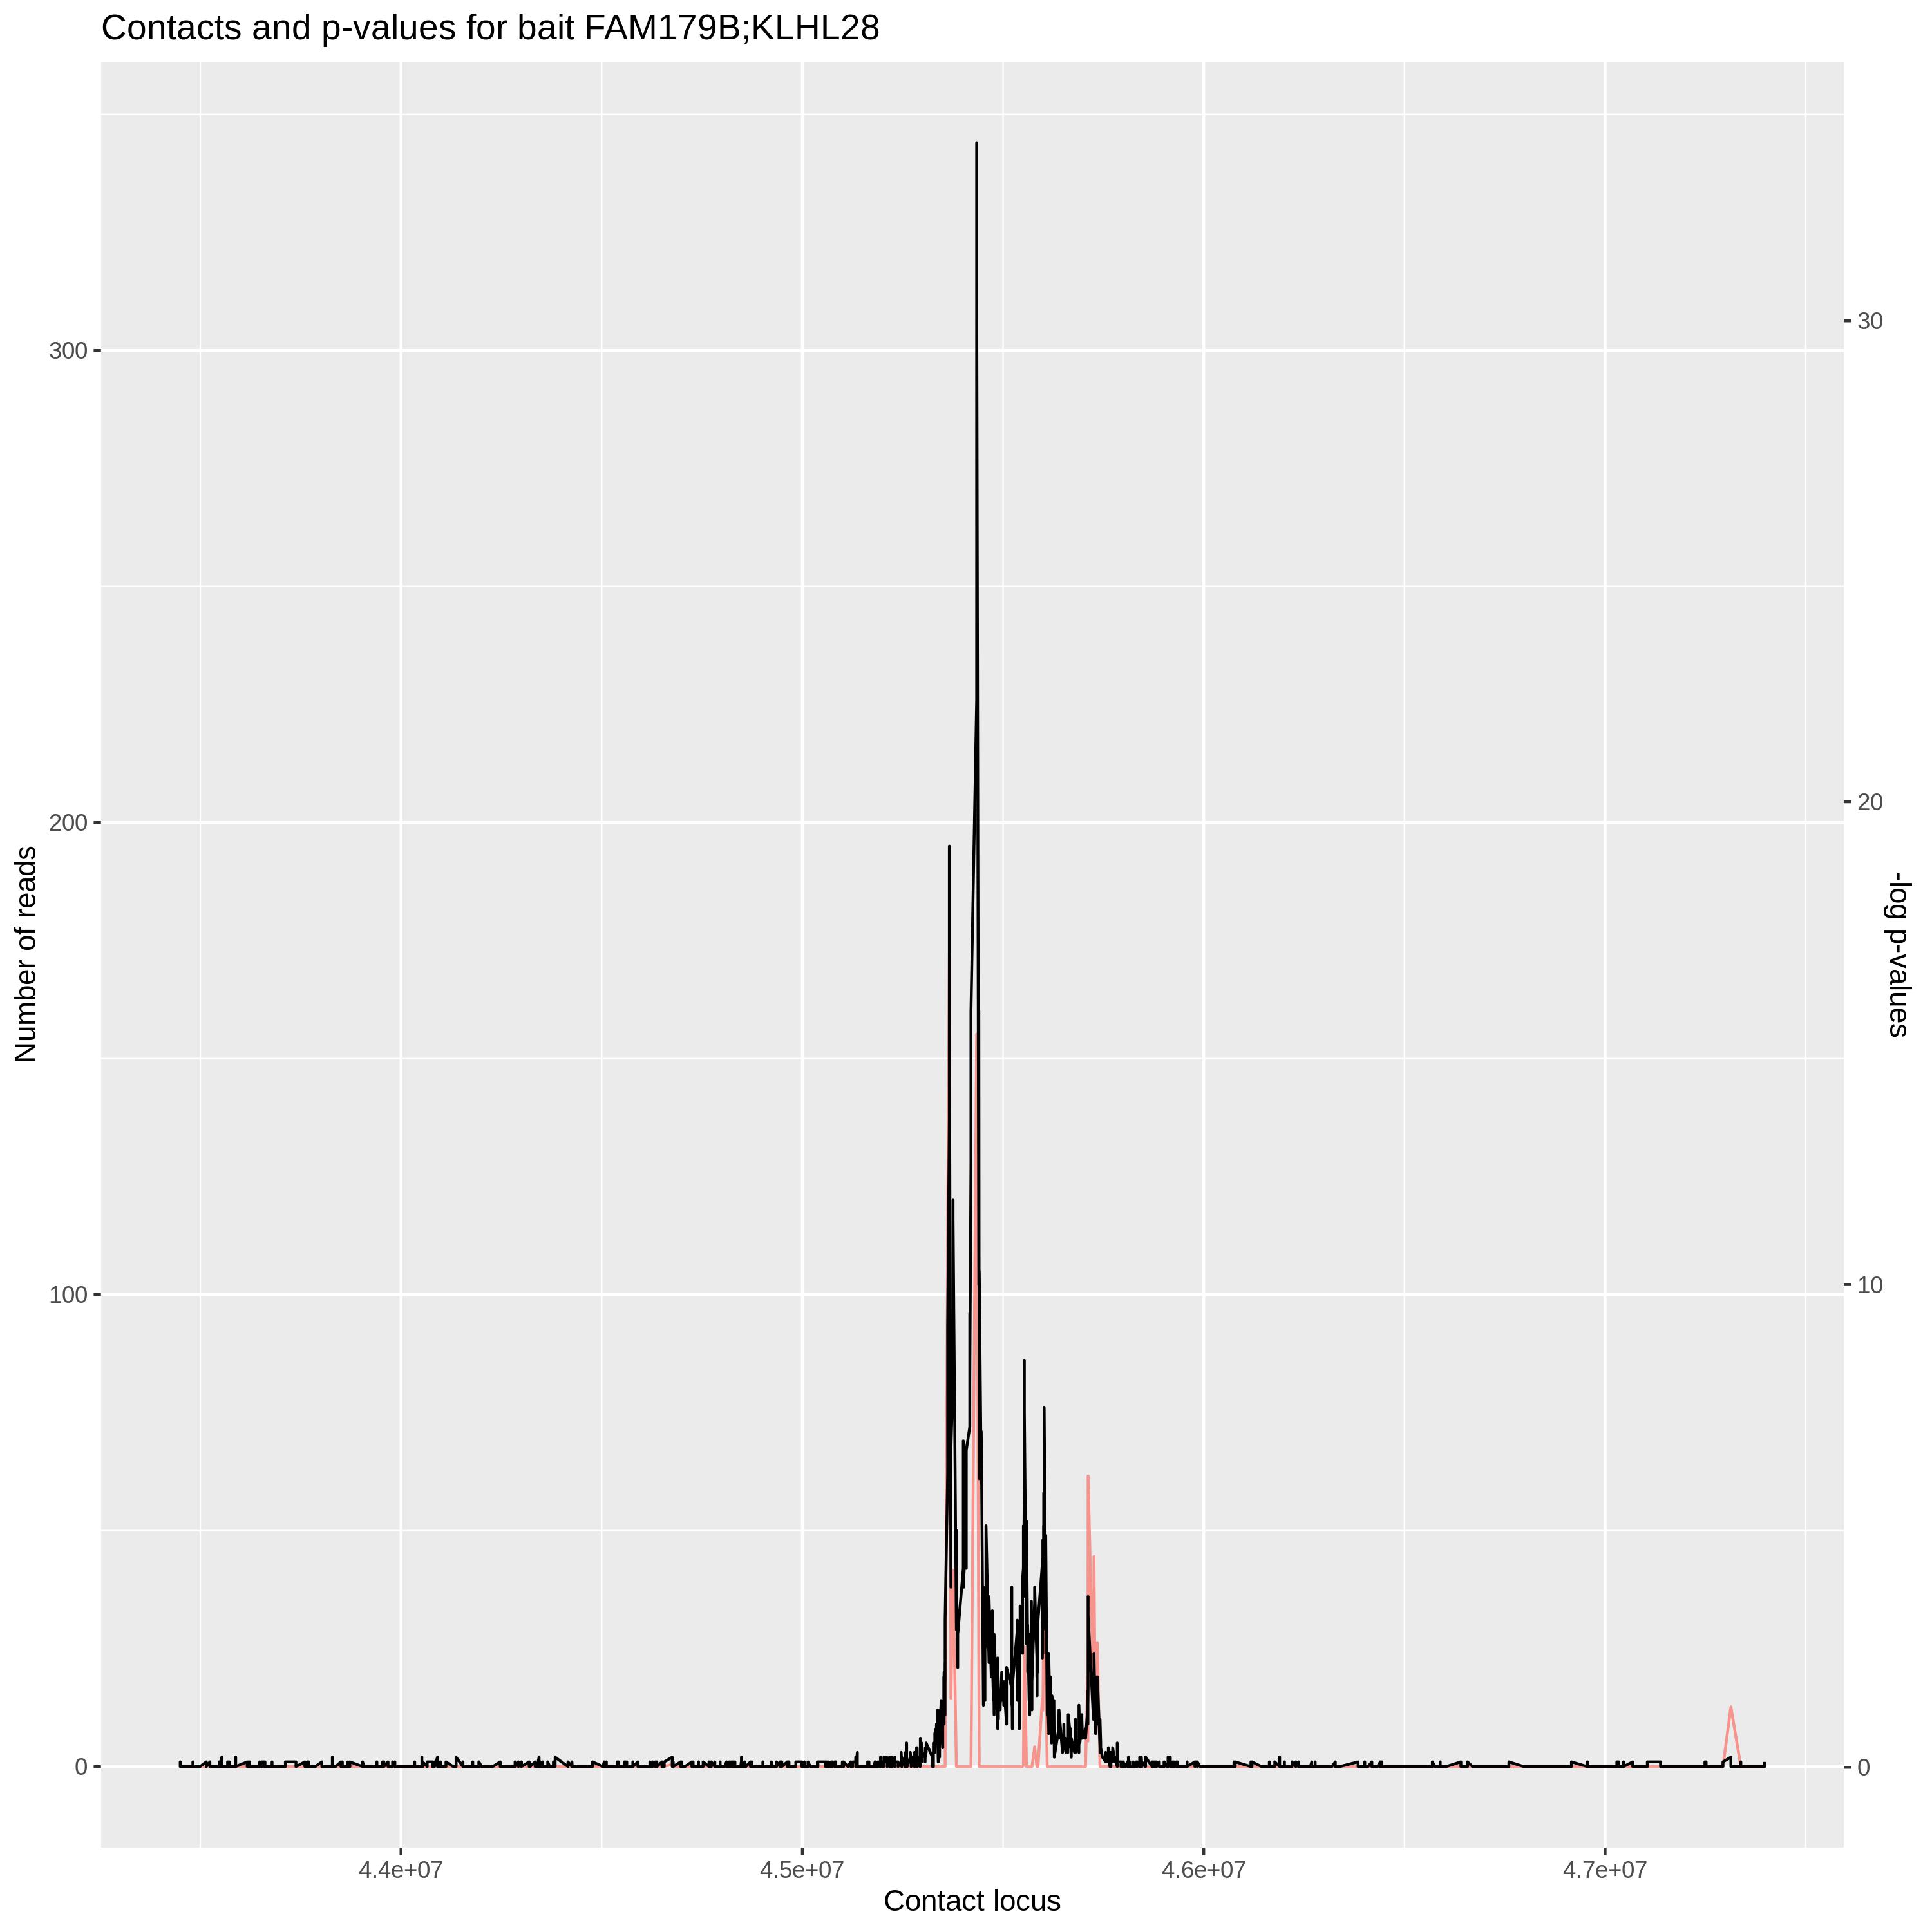 Contacts and p-values for bait FAM179B;KLHL28
Number of reads
300
200
100
0
30
20
10
0
-log p-values
4.4e+07
4.5e+07
4.6e+07
4.7e+07
Contact locus